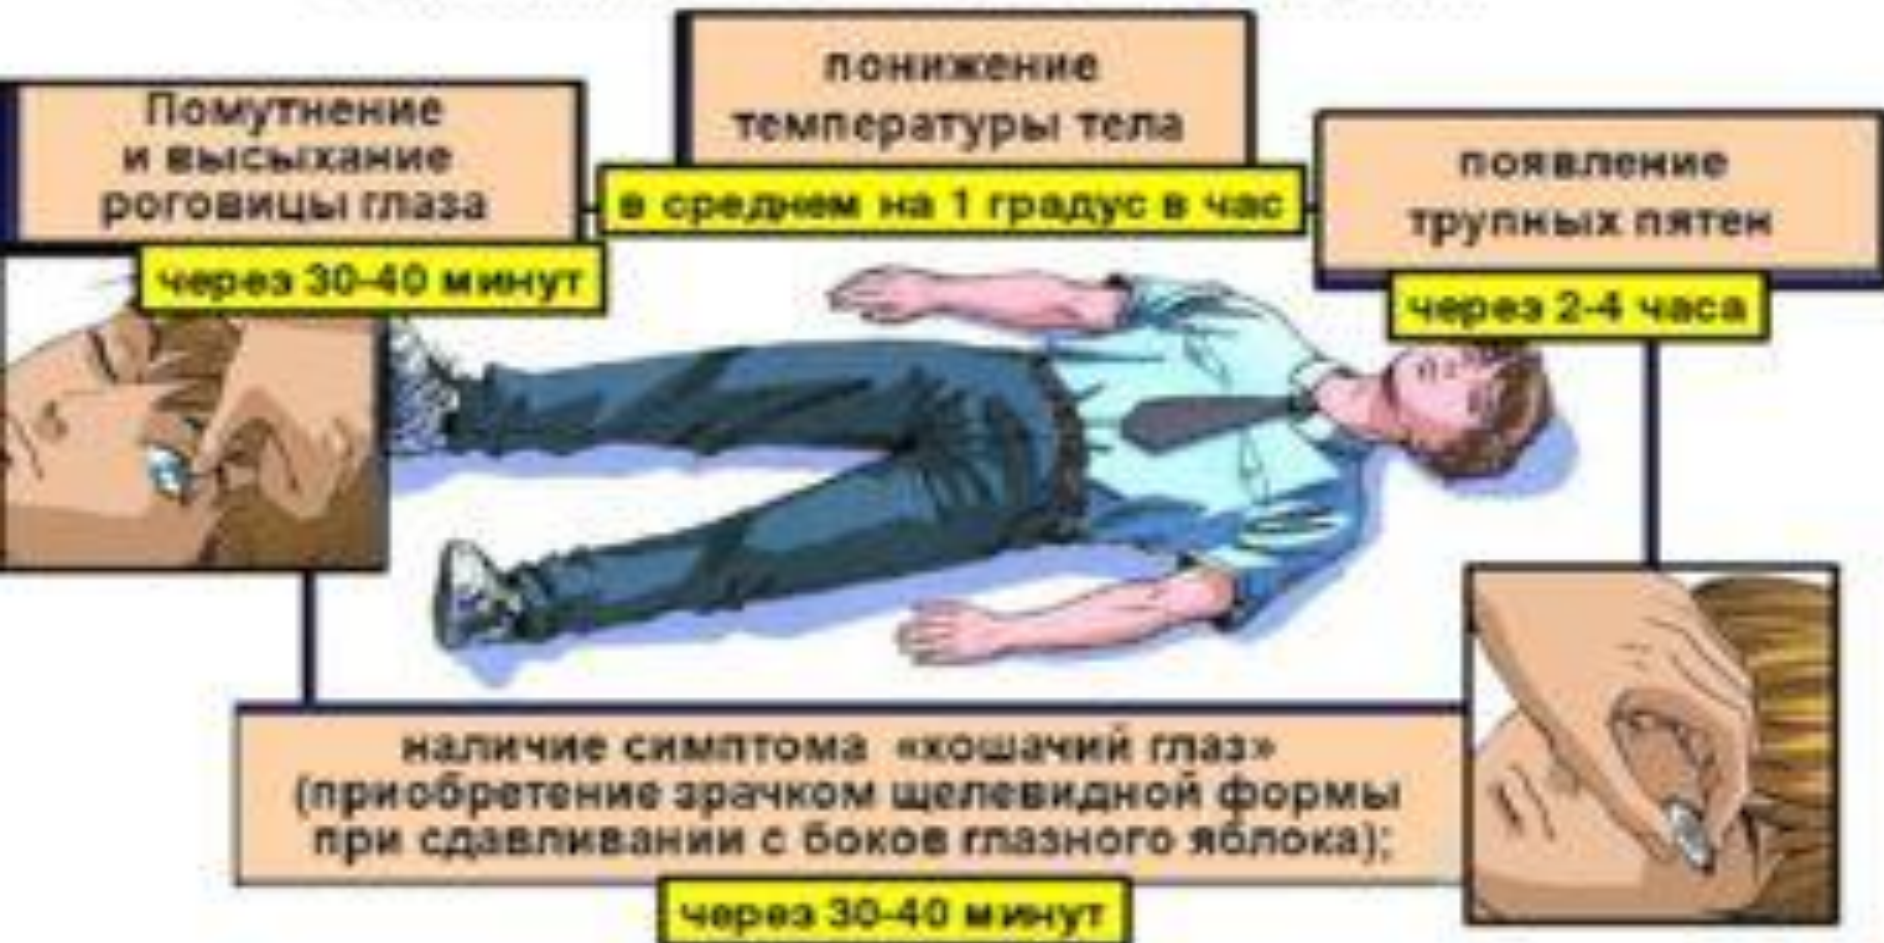 Помутнение
и высыхание
роговицы глаза
через 30-40 минут
понижение
температуры тела
в среднем на 1 градус в час
появление
трупных пятен
через 2-4 часа
наличие симптома «кошачий глаз»
(приобретение зрачком щелевидной формы
при сдавливании с боков глазного яблока);
через 30-40 минут